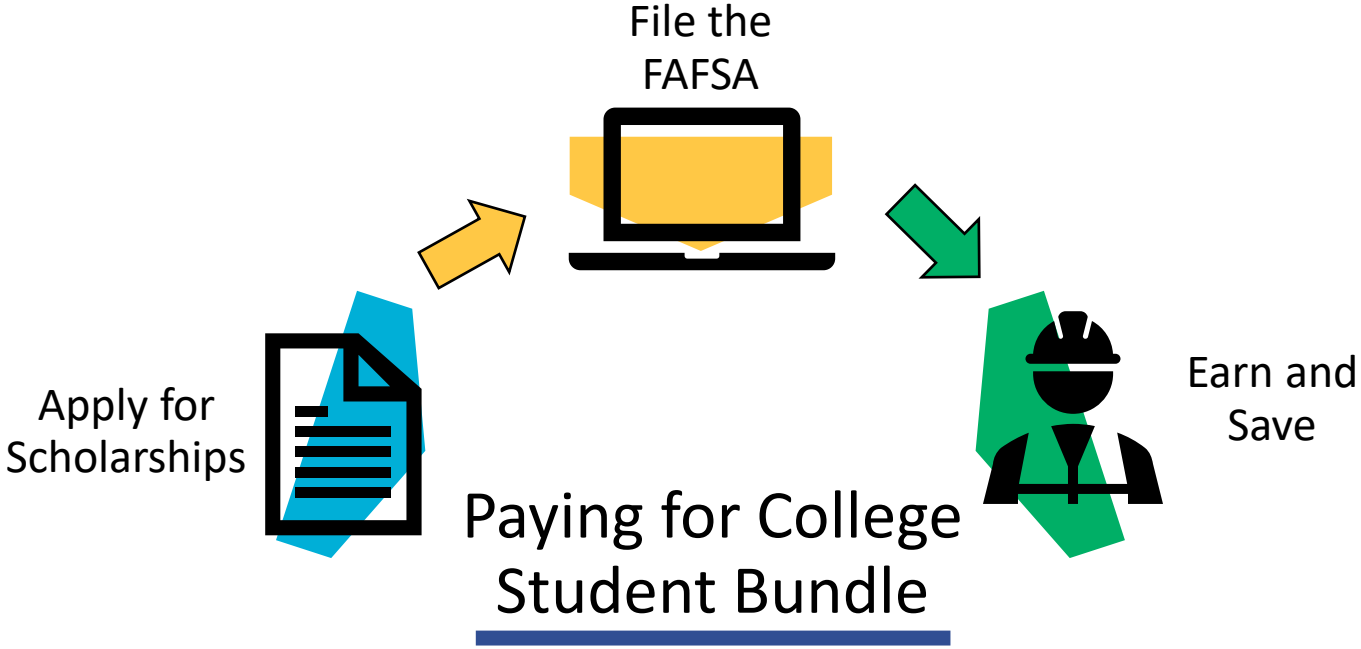 File the
FAFSA
Apply for
Scholarships
Earn and
Save
Paying for College
Student Bundle